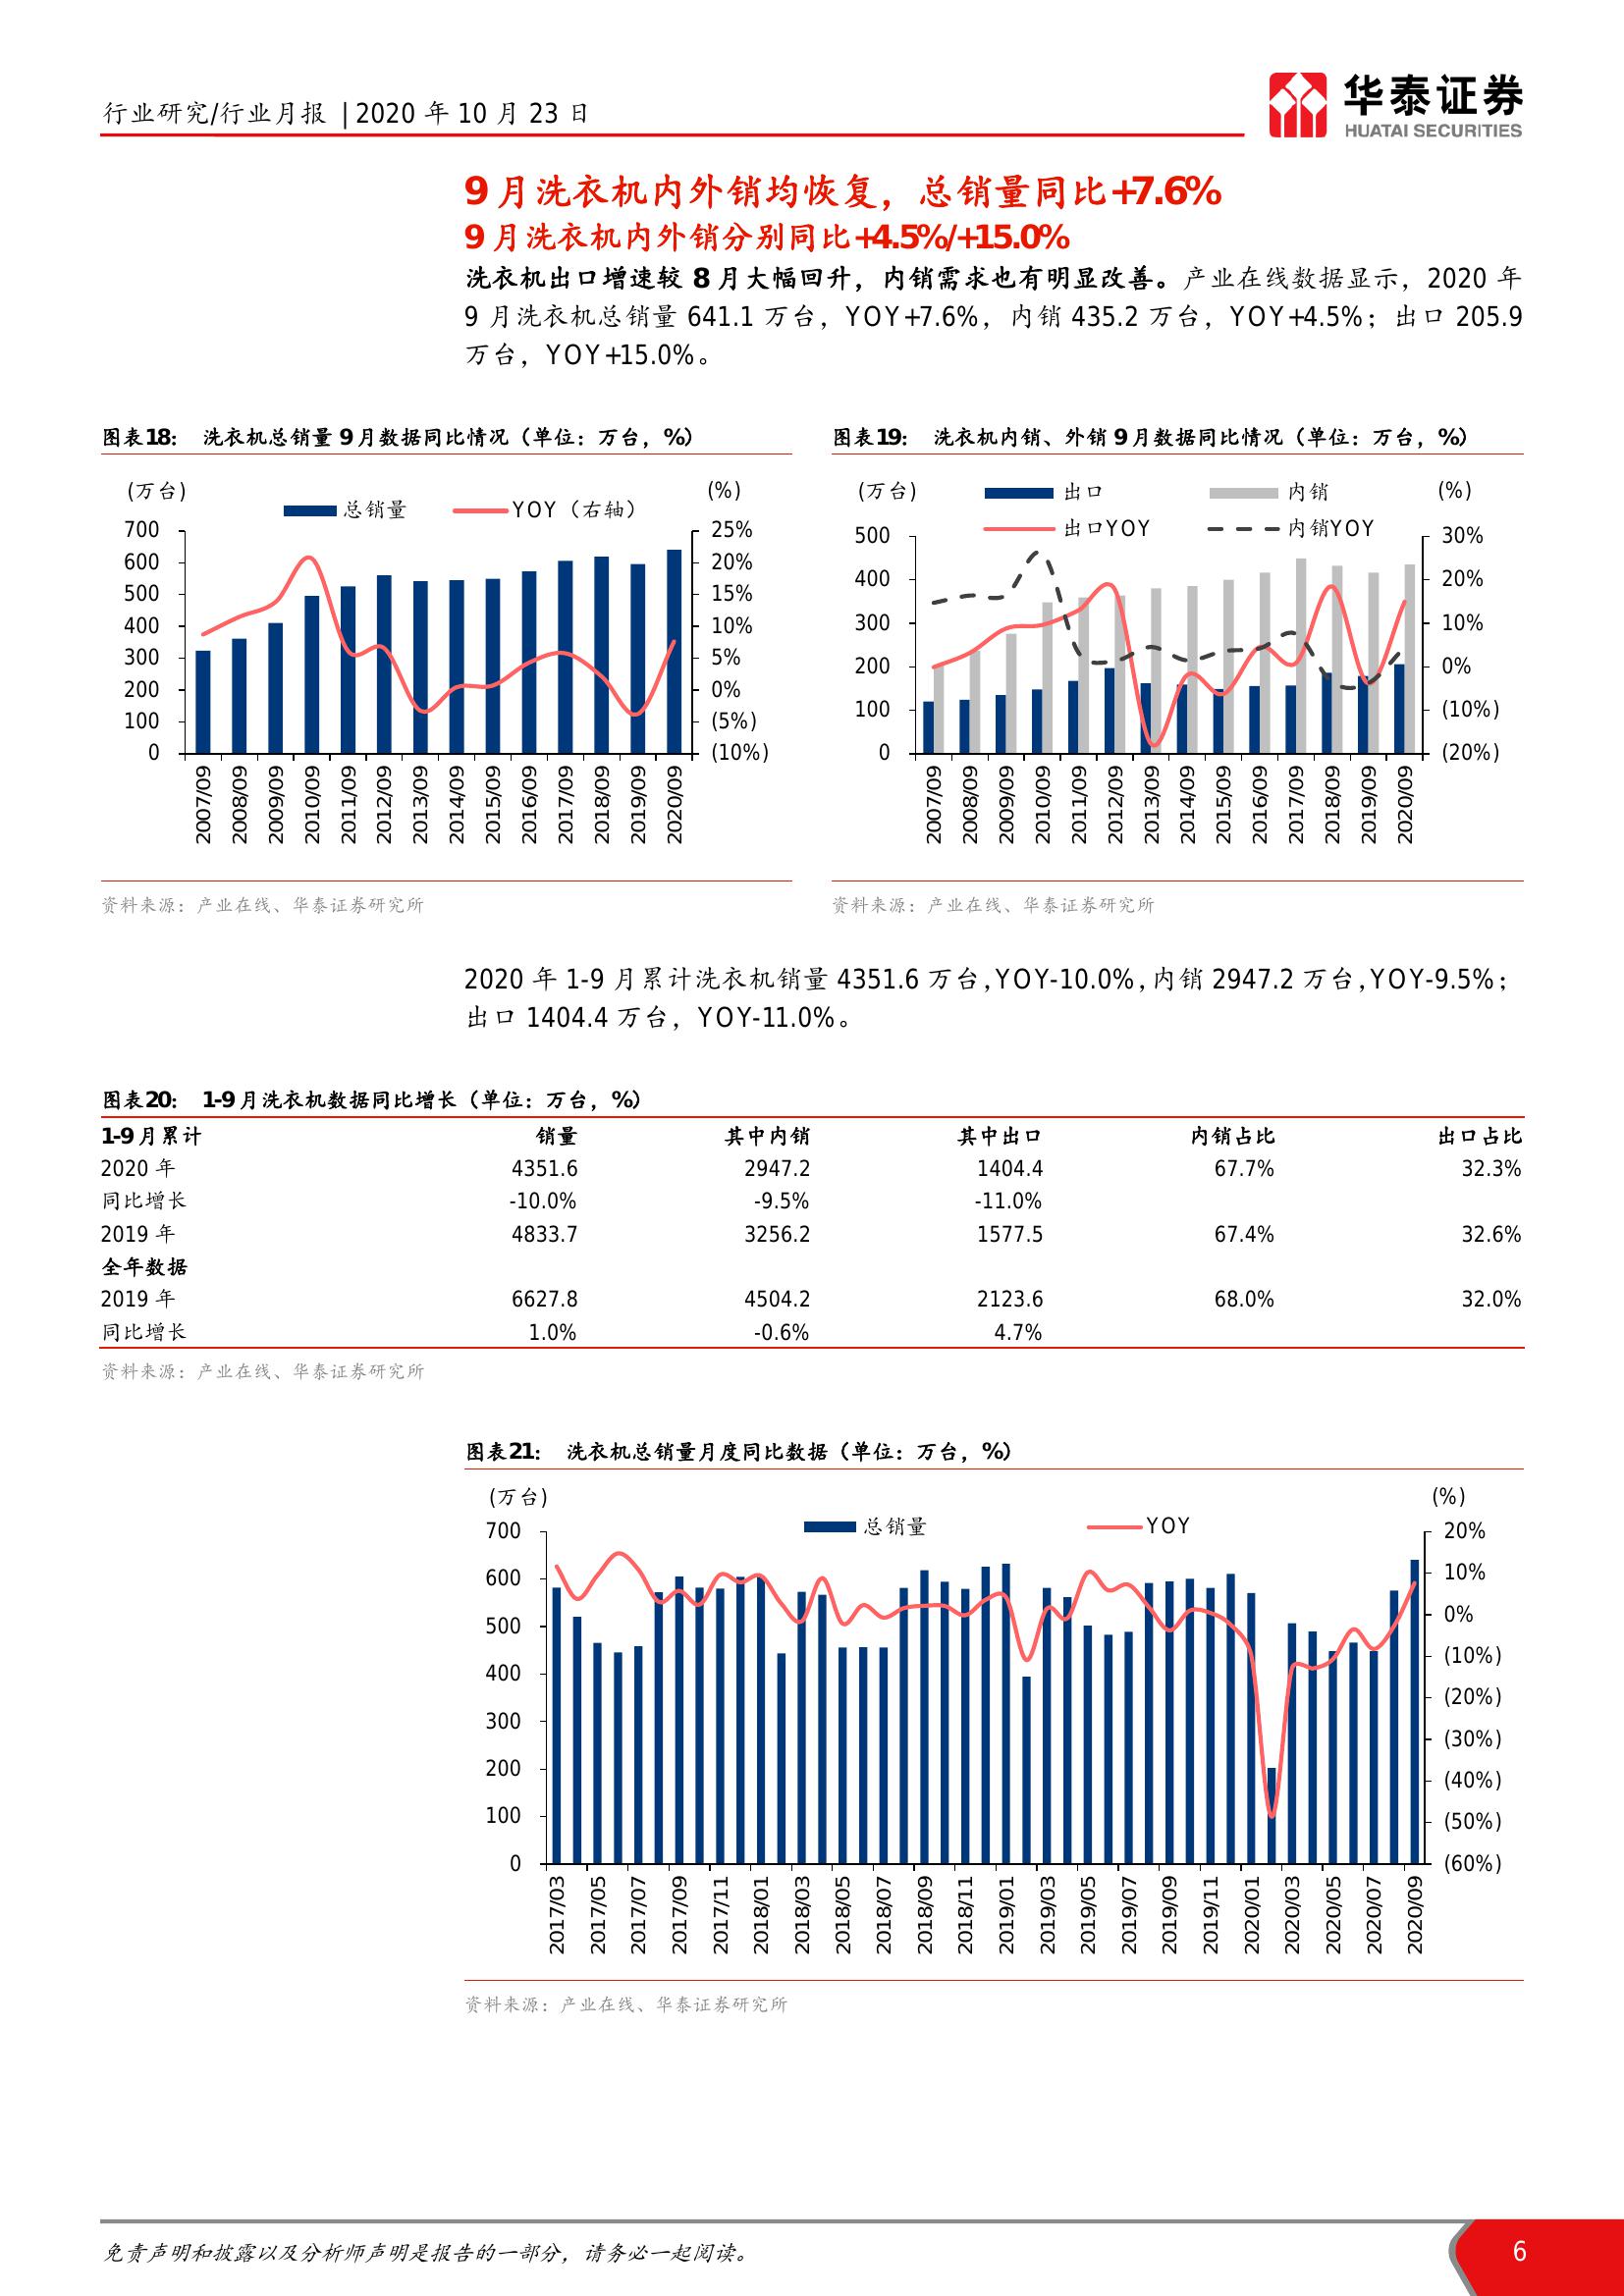 行业研究/行业月报 | 2020 年 10 月 23 日
华泰证券
HUATAI SECURITIES
9 月洗衣机内外销均恢复，总销量同比+7.6%
9 月洗衣机内外销分别同比+4.5%/+15.0%
洗衣机出口增速较 8 月大幅回升，内销需求也有明显改善。产业在线数据显示，2020 年
9 月洗衣机总销量 641.1 万台，YOY+7.6%，内销 435.2 万台，YOY+4.5%；出口 205.9
万台，YOY+15.0%。
图表18： 洗衣机总销量 9 月数据同比情况（单位：万台，%）
(万台)
(%)
总销量
YOY（右轴）
700
600
500
400
300
200
100
0
25%
20%
15%
10%
5%
0%
(5%)
(10%)
2007/09
2008/09
2009/09
2010/09
2011/09
2012/09
2013/09
2014/09
2015/09
2016/09
2017/09
2018/09
2019/09
2020/09
资料来源：产业在线、华泰证券研究所
图表19： 洗衣机内销、外销 9 月数据同比情况（单位：万台，%）
(万台)
(%)
出口
内销
出口YOY
内销YOY
500
400
300
200
100
0
30%
20%
10%
0%
(10%)
(20%)
2007/09
2008/09
2009/09
2010/09
2011/09
2012/09
2013/09
2014/09
2015/09
2016/09
2017/09
2018/09
2019/09
2020/09
资料来源：产业在线、华泰证券研究所
2020 年 1-9 月累计洗衣机销量 4351.6 万台,YOY-10.0%,内销 2947.2 万台,YOY-9.5%；
出口 1404.4 万台，YOY-11.0%。
图表20： 1-9 月洗衣机数据同比增长（单位：万台，%）
1-9 月累计 销量 其中内销 其中出口 内销占比 出口占比
2020 年 4351.6 2947.2 1404.4 67.7% 32.3%
同比增长 -10.0% -9.5% -11.0%
2019 年 4833.7 3256.2 1577.5 67.4% 32.6%
全年数据
2019 年 6627.8 4504.2 2123.6 68.0% 32.0%
同比增长 1.0% -0.6% 4.7%
资料来源：产业在线、华泰证券研究所
图表21： 洗衣机总销量月度同比数据（单位：万台，%）
(万台)
(%)
总销量
YOY
700
600
500
400
300
200
100
0
20%
10%
0%
(10%)
(20%)
(30%)
(40%)
(50%)
(60%)
2017/03
2017/05
2017/07
2017/09
2017/11
2018/01
2018/03
2018/05
2018/07
2018/09
2018/11
2019/01
2019/03
2019/05
2019/07
2019/09
2019/11
2020/01
2020/03
2020/05
2020/07
2020/09
资料来源：产业在线、华泰证券研究所
免责声明和披露以及分析师声明是报告的一部分，请务必一起阅读。
6